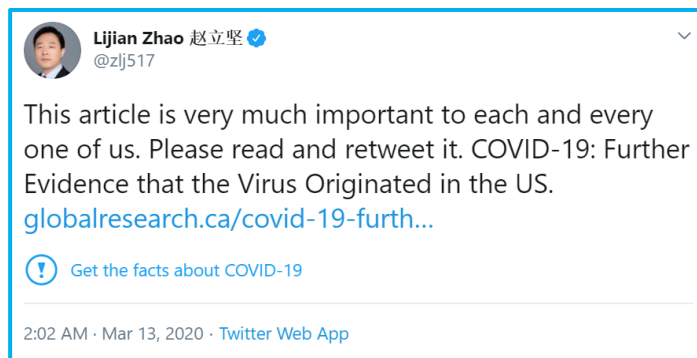 Lijian Zhao 赵立坚
@zlj517
This article is very much important to each and every
one of us. Please read and retweet it. COVID-19: Further
Evidence that the Virus Originated in the US.
globalresearch.ca/covid-19-furth...
Get the facts about COVID-19
2:02 AM · Mar 13, 2020 · Twitter Web App